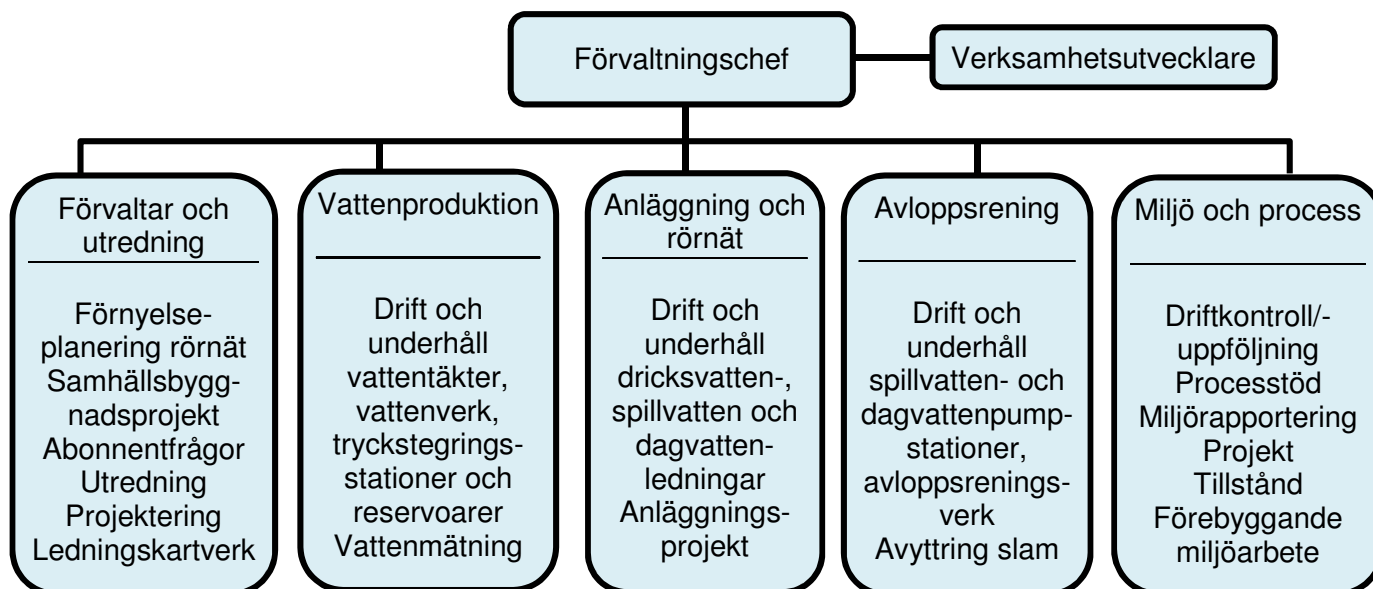 Förvaltningschef
Verksamhetsutvecklare
Förvaltar och
utredning
Förnyelse-
planering rörnät
Samhällsbygg-
nadsprojekt
Abonnentfrågor
Utredning
Projektering
Ledningskartverk
Vattenproduktion
Drift och
underhåll
vattentäkter,
vattenverk,
tryckstegrings-
stationer och
reservoarer
Vattenmätning
Anläggning och
rörnät
Drift och
underhåll
dricksvatten-,
spillvatten och
dagvatten-
ledningar
Anläggnings-
projekt
Avloppsrening
Drift och
underhåll
spillvatten- och
dagvattenpump-
stationer,
avloppsrenings-
verk
Avyttring slam
Miljö och process
Driftkontroll/-
uppföljning
Processtöd
Miljörapportering
Projekt
Tillstånd
Förebyggande
miljöarbete